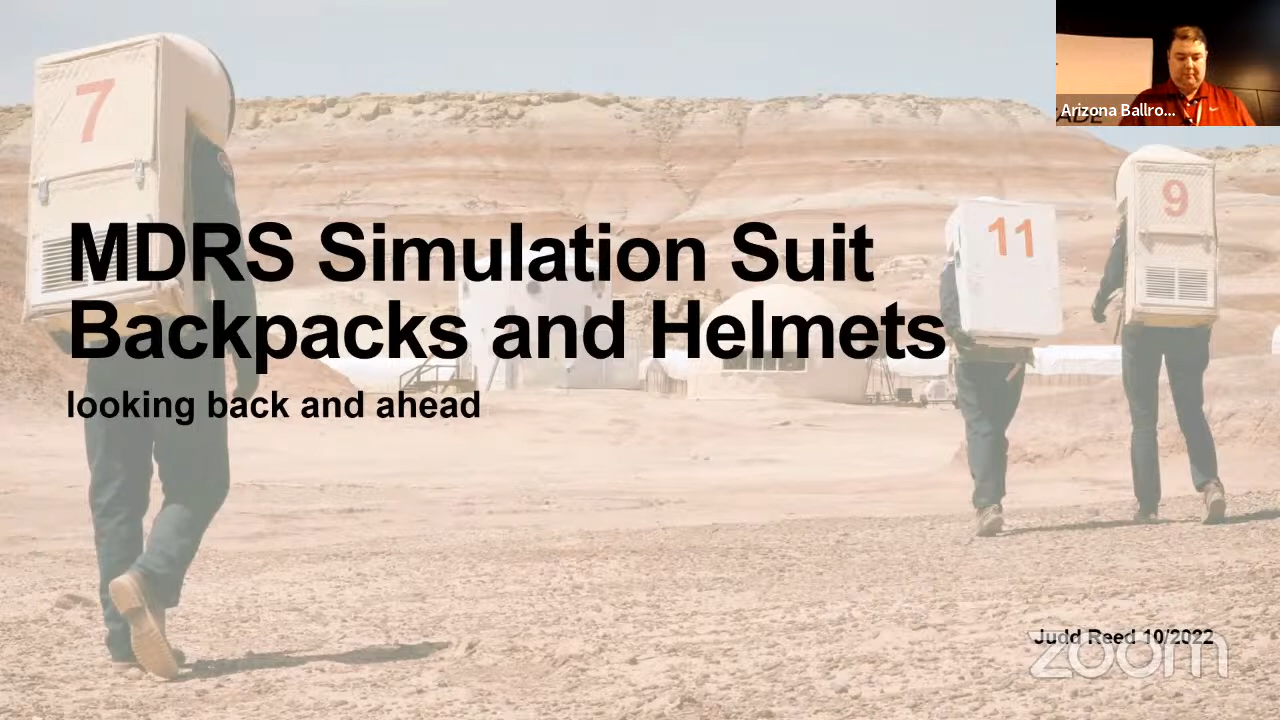 7
Arizona Ballro...
9
11
MDRS Simulation Suit
Backpacks and Helmets
looking back and ahead
Judd Reed 10/2022
zoom